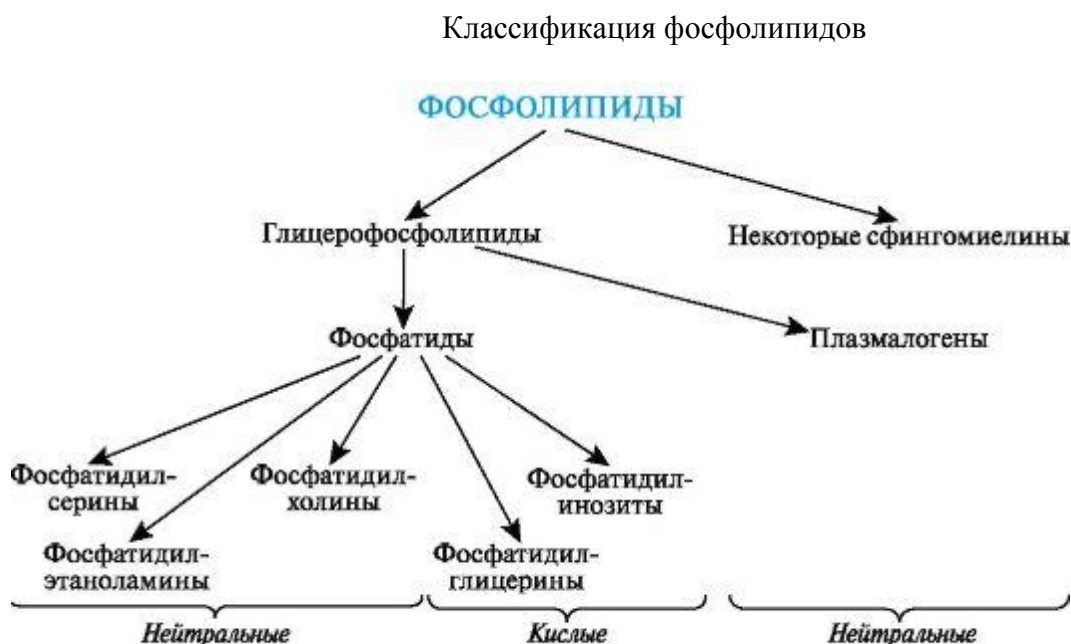 Классификация фосфолипидов
ФОСФОЛИПИДЫ
Глицерофосфолипиды
Некоторые сфингомиелины
Фосфатиды
Плазмалогены
Фосфатидил-
серины
Фосфатидил-
холины
Фосфатидил-
инозиты
Фосфатидил-
этаноламины
Фосфатидил-
глицерины
Нейтральные
Кислые
Нейтральные